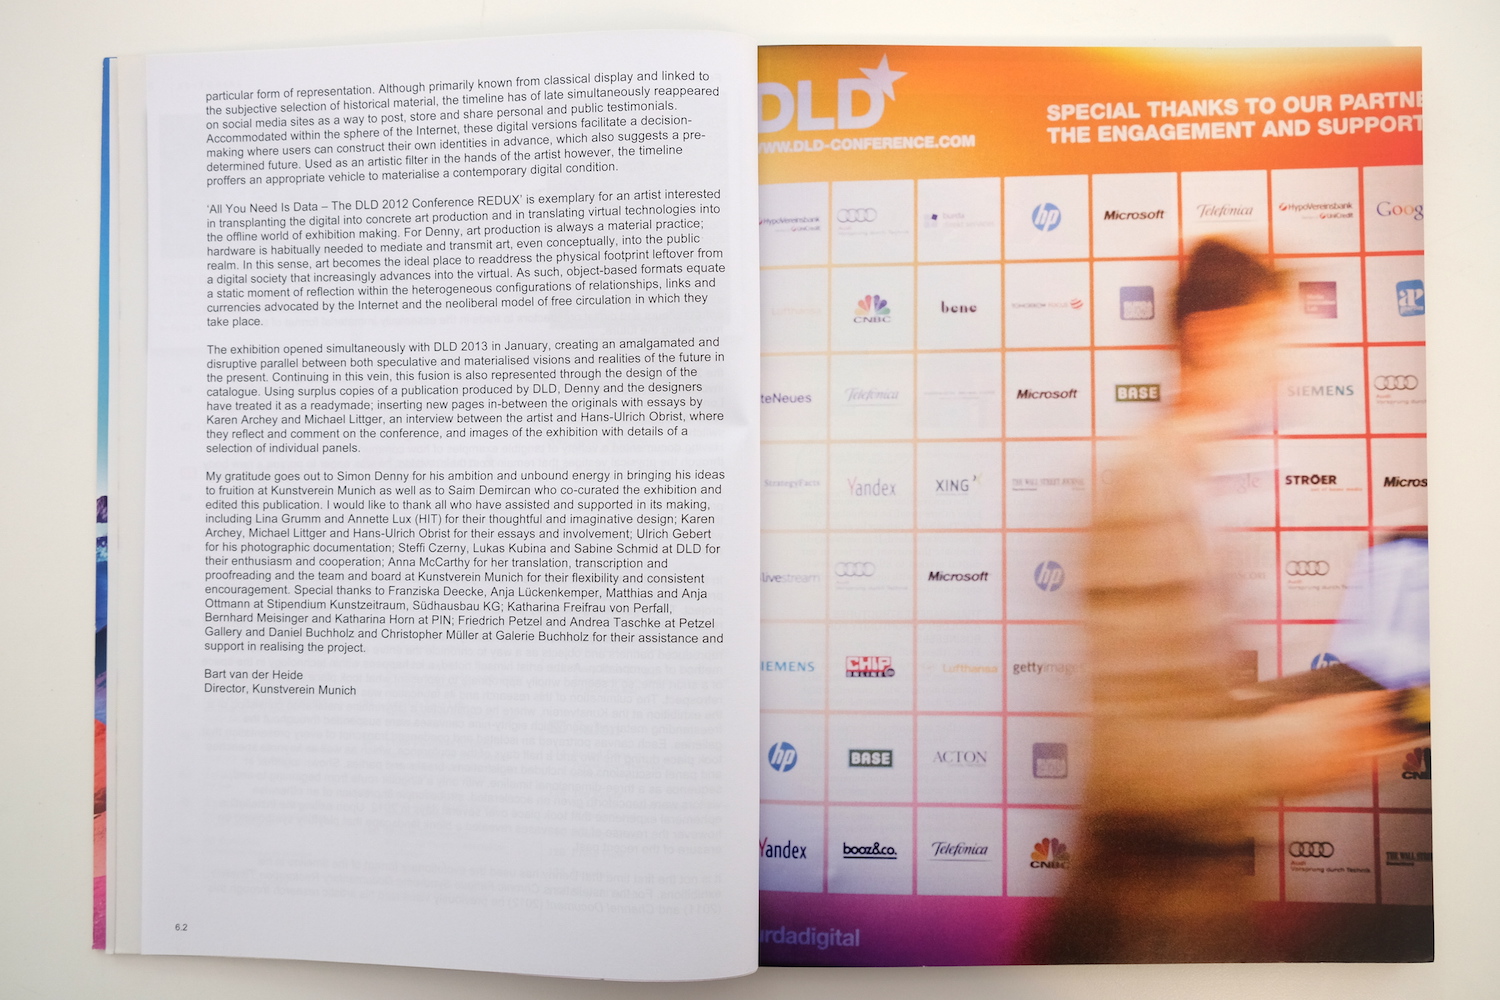 particular form of representation. Although primarily known from classical display and linked to
the subjective selection of historical material, the timeline has of late simultaneously reappeared
on social media sites as a way to post, store and share personal and public testimonials.
Accommodated within the sphere of the Internet, these digital versions facilitate a decision-
making where users can construct their own identities in advance, which also suggests a pre-
determined future. Used as an artistic filter in the hands of the artist however, the timeline
proffers an appropriate vehicle to materialise a contemporary digital condition.
'All You Need Is Data – The DLD 2012 Conference REDUX' is exemplary for an artist interested
in transplanting the digital into concrete art production and in translating virtual technologies into
the offline world of exhibition making. For Denny, art production is always a material practice;
hardware is habitually needed to mediate and transmit art, even conceptually, into the public
realm. In this sense, art becomes the ideal place to readdress the physical footprint leftover from
a digital society that increasingly advances into the virtual. As such, object-based formats equate
a static moment of reflection within the heterogeneous configurations of relationships, links and
currencies advocated by the Internet and the neoliberal model of free circulation in which they
take place.
The exhibition opened simultaneously with DLD 2013 in January, creating an amalgamated and
disruptive parallel between both speculative and materialised visions and realities of the future in
the present. Continuing in this vein, this fusion is also represented through the design of the
catalogue. Using surplus copies of a publication produced by DLD, Denny and the designers
have treated it as a readymade; inserting new pages in-between the originals with essays by
Karen Archey and Michael Littger, an interview between the artist and Hans-Ulrich Obrist, where
they reflect and comment on the conference, and images of the exhibition with details of a
selection of individual panels.
My gratitude goes out to Simon Denny for his ambition and unbound energy in bringing his ideas
to fruition at Kunstverein Munich as well as to Saim Demircan who co-curated the exhibition and
edited this publication. I would like to thank all who have assisted and supported in its making,
including Lina Grumm and Annette Lux (HIT) for their thoughtful and imaginative design; Karen
Archey, Michael Littger and Hans-Ulrich Obrist for their essays and involvement; Ulrich Gebert
for his photographic documentation; Steffi Czerny, Lukas Kubina and Sabine Schmid at DLD for
their enthusiasm and cooperation; Anna McCarthy for her translation, transcription and
proofreading and the team and board at Kunstverein Munich for their flexibility and consistent
encouragement. Special thanks to Franziska Deecke, Anja Lückenkemper, Matthias and Anja
Ottmann at Stipendium Kunstzeitraum, Südhausbau KG; Katharina Freifrau von Perfall,
Bernhard Meisinger and Katharina Horn at PIN; Friedrich Petzel and Andrea Taschke at Petzel
Gallery and Daniel Buchholz and Christopher Müller at Galerie Buchholz for their assistance and
support in realising the project.
Bart van der Heide
Director, Kunstverein Munich
6.2
DLD
WWW.DLD-CONFERENCE.COM
SPECIAL THANKS TO OUR PARTNE
THE ENGAGEMENT AND SUPPORT
HypoVereinsbank Audi burda hp Microsoft Telefónica HypoVereinsbank UniCredit Goog
Lufthansa CNBC bene TOMORROW FOCUS
teNeues Telefónica Microsoft BASE SIEMENS Audi
StrategyFacts Yandex XING THE WALL STREET JOURNAL gle STRÖER Micros
livestream Microsoft hp Audi
IEMENS CHIP ONLINE Lufthansa gettyimages hp
hp BASE ACTON CN
Yandex booz&co. Telefónica CNBC Audi THE WALL STRE
rdadigital